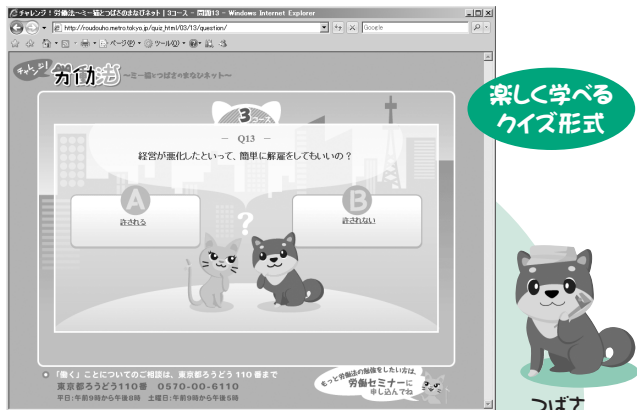 チャレンジ！労働法～ミー猫とつばさのまなびネット | 3コース - 問題13 - Windows Internet Explorer
http://roudouho.metro.tokyo.jp/quiz_html/03/13/question/
Google
ページ(P) ツール(O)
チャレンジ!
労働法 ～ミー猫とつばさのまなびネット～
3コース
－ Q13 －
経営が悪化したといって、簡単に解雇をしてもいいの？
A
許される
B
許されない
?
「働く」ことについてのご相談は、東京都ろうどう 110 番まで
東京都ろうどう110番 0570-00-6110
平日:午前9時から午後8時 土曜日:午前9時から午後5時
もっと労働法の勉強をしたい方は、
労働セミナーに
申し込んでね
楽しく学べる
クイズ形式
つばさ